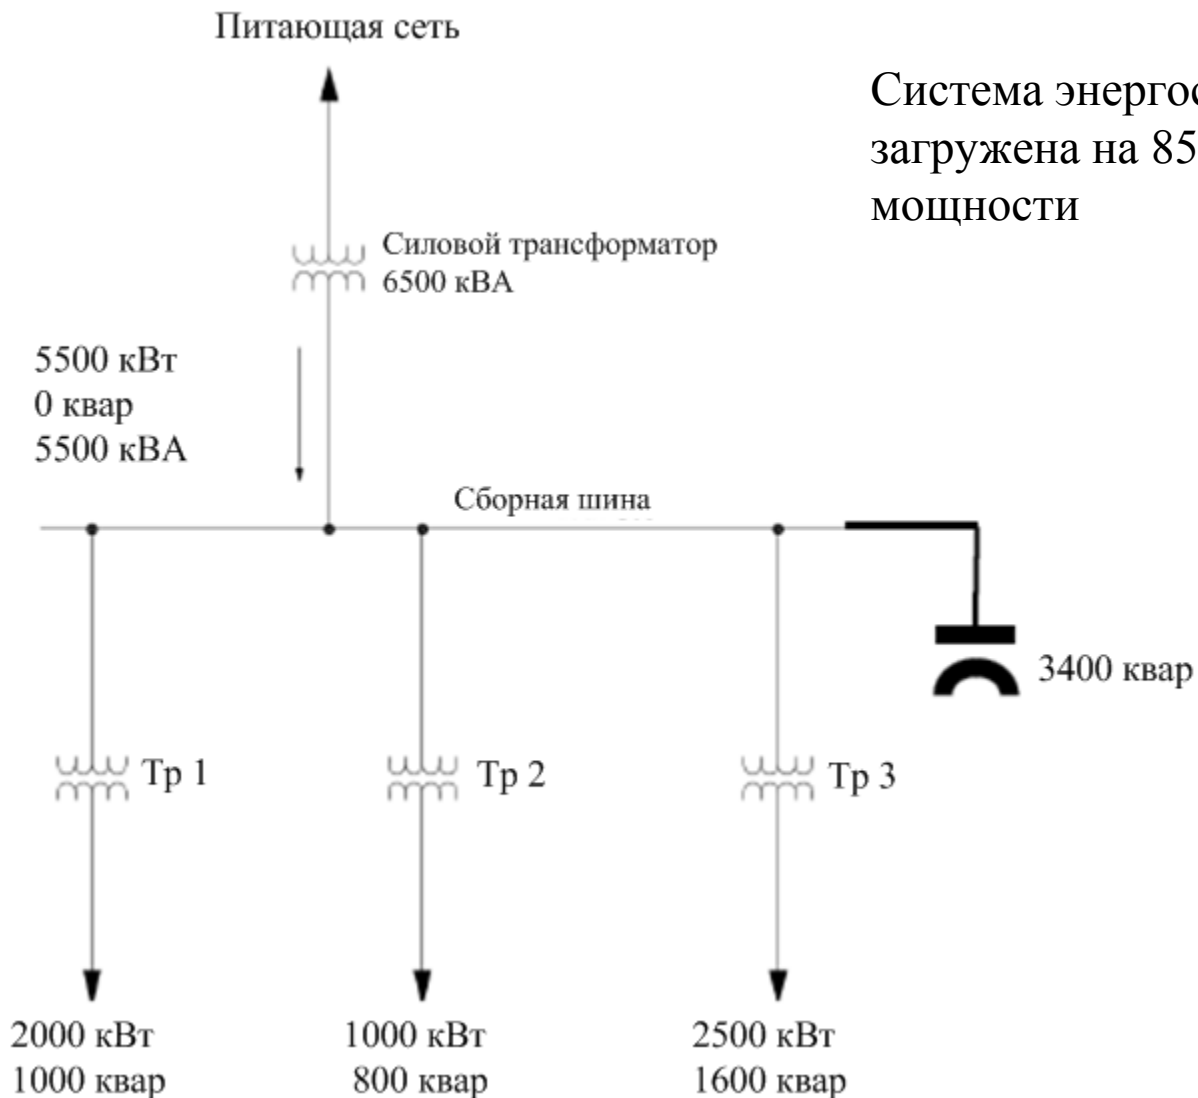 Питающая сеть
Система
загружена на 85
мощности
Силовой трансформатор
6500 кВА
5500 кВт
0 квар
5500 кВА
Сборная шина
3400 квар
Тр 1
Тр 2
Тр 3
2000 кВт
1000 квар
1000 кВт
800 квар
2500 кВт
1600 квар